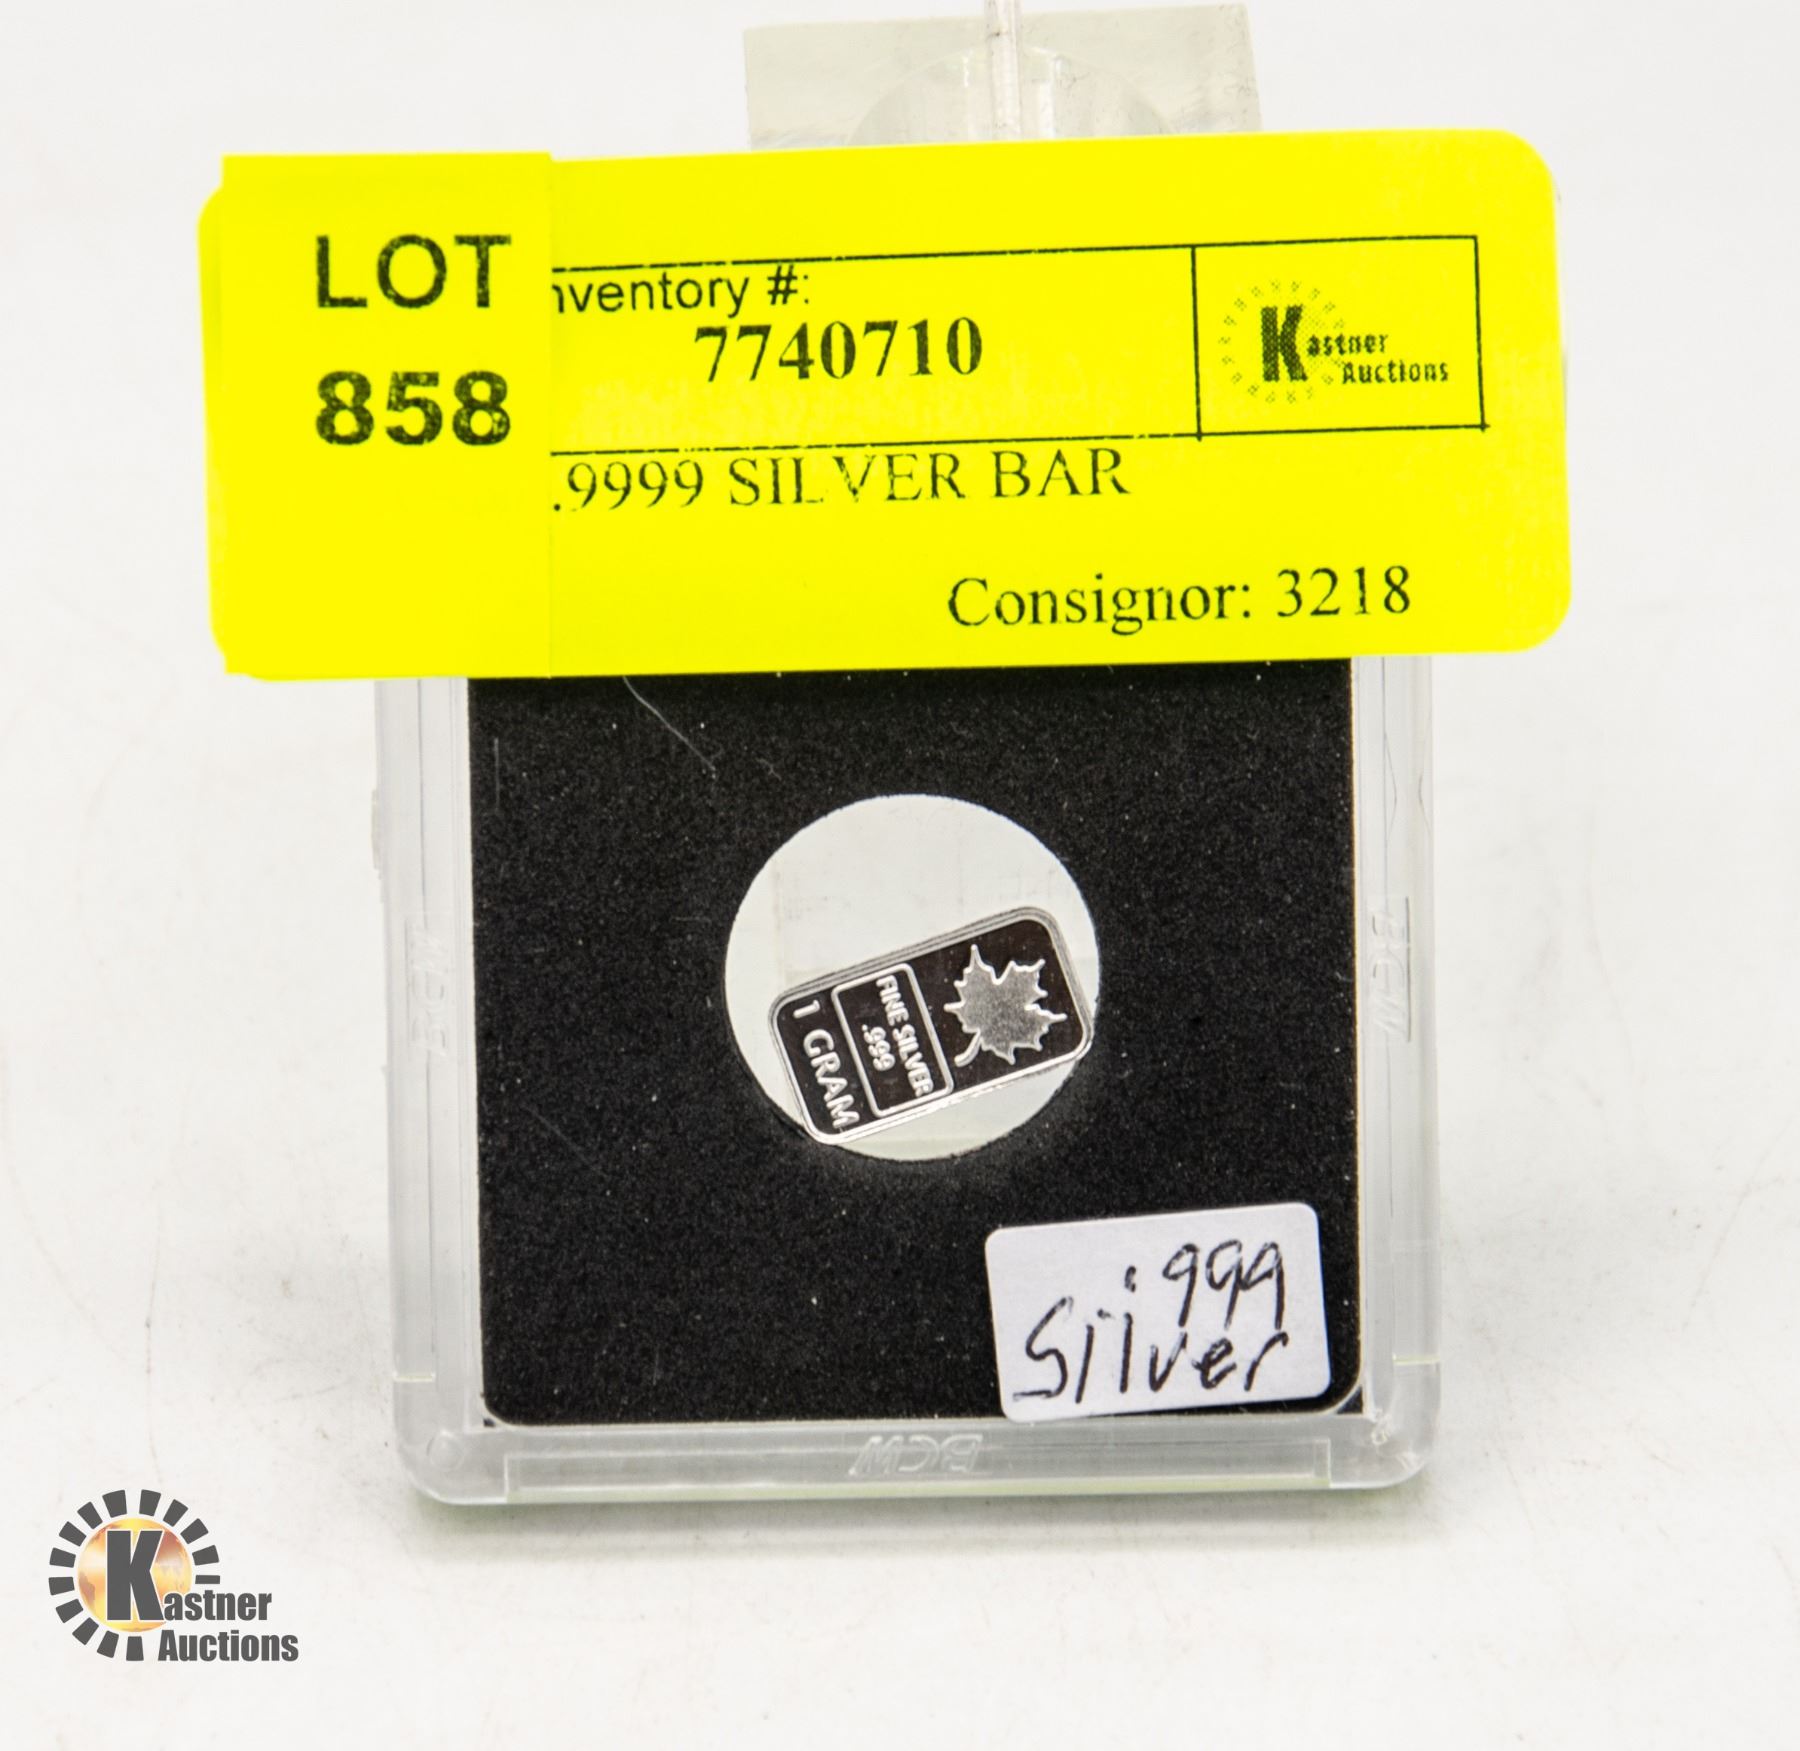 LOT
858
nventory #:
7740710
Kastner
Auctions
.9999 SILVER BAR
Consignor: 3218
FINE SILVER
.999
1 GRAM
.999
Silver
BCW
BCW
BCW
Kastner
Auctions